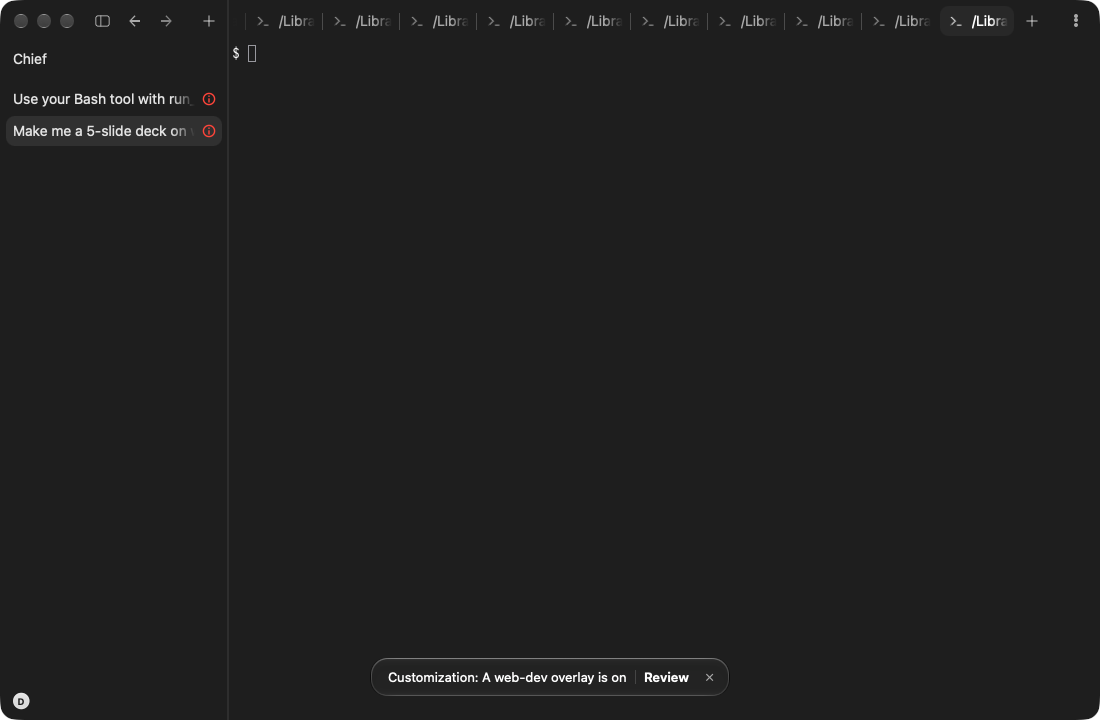 >_ /Libra >_ /Libra >_ /Libra >_ /Libra >_ /Libra >_ /Libra >_ /Libra >_ /Libra >_ /Libra >_ /Libra
Chief
$
Use your Bash tool with run_
Make me a 5-slide deck on
Customization: A web-dev overlay is on Review
D